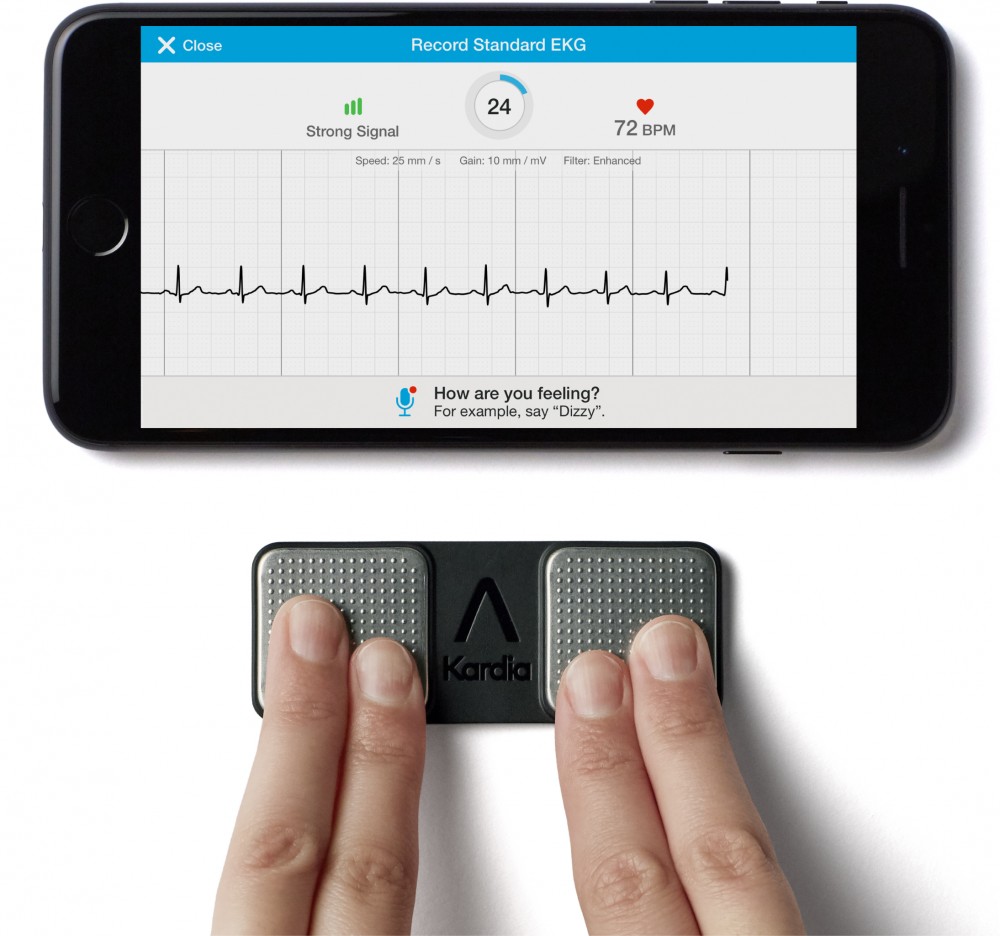 Close
Record Standard EKG
24
Strong Signal
72 BPM
Speed: 25 mm / s Gain: 10 mm / mV Filter: Enhanced
How are you feeling?
For example, say “Dizzy”.
Kardia